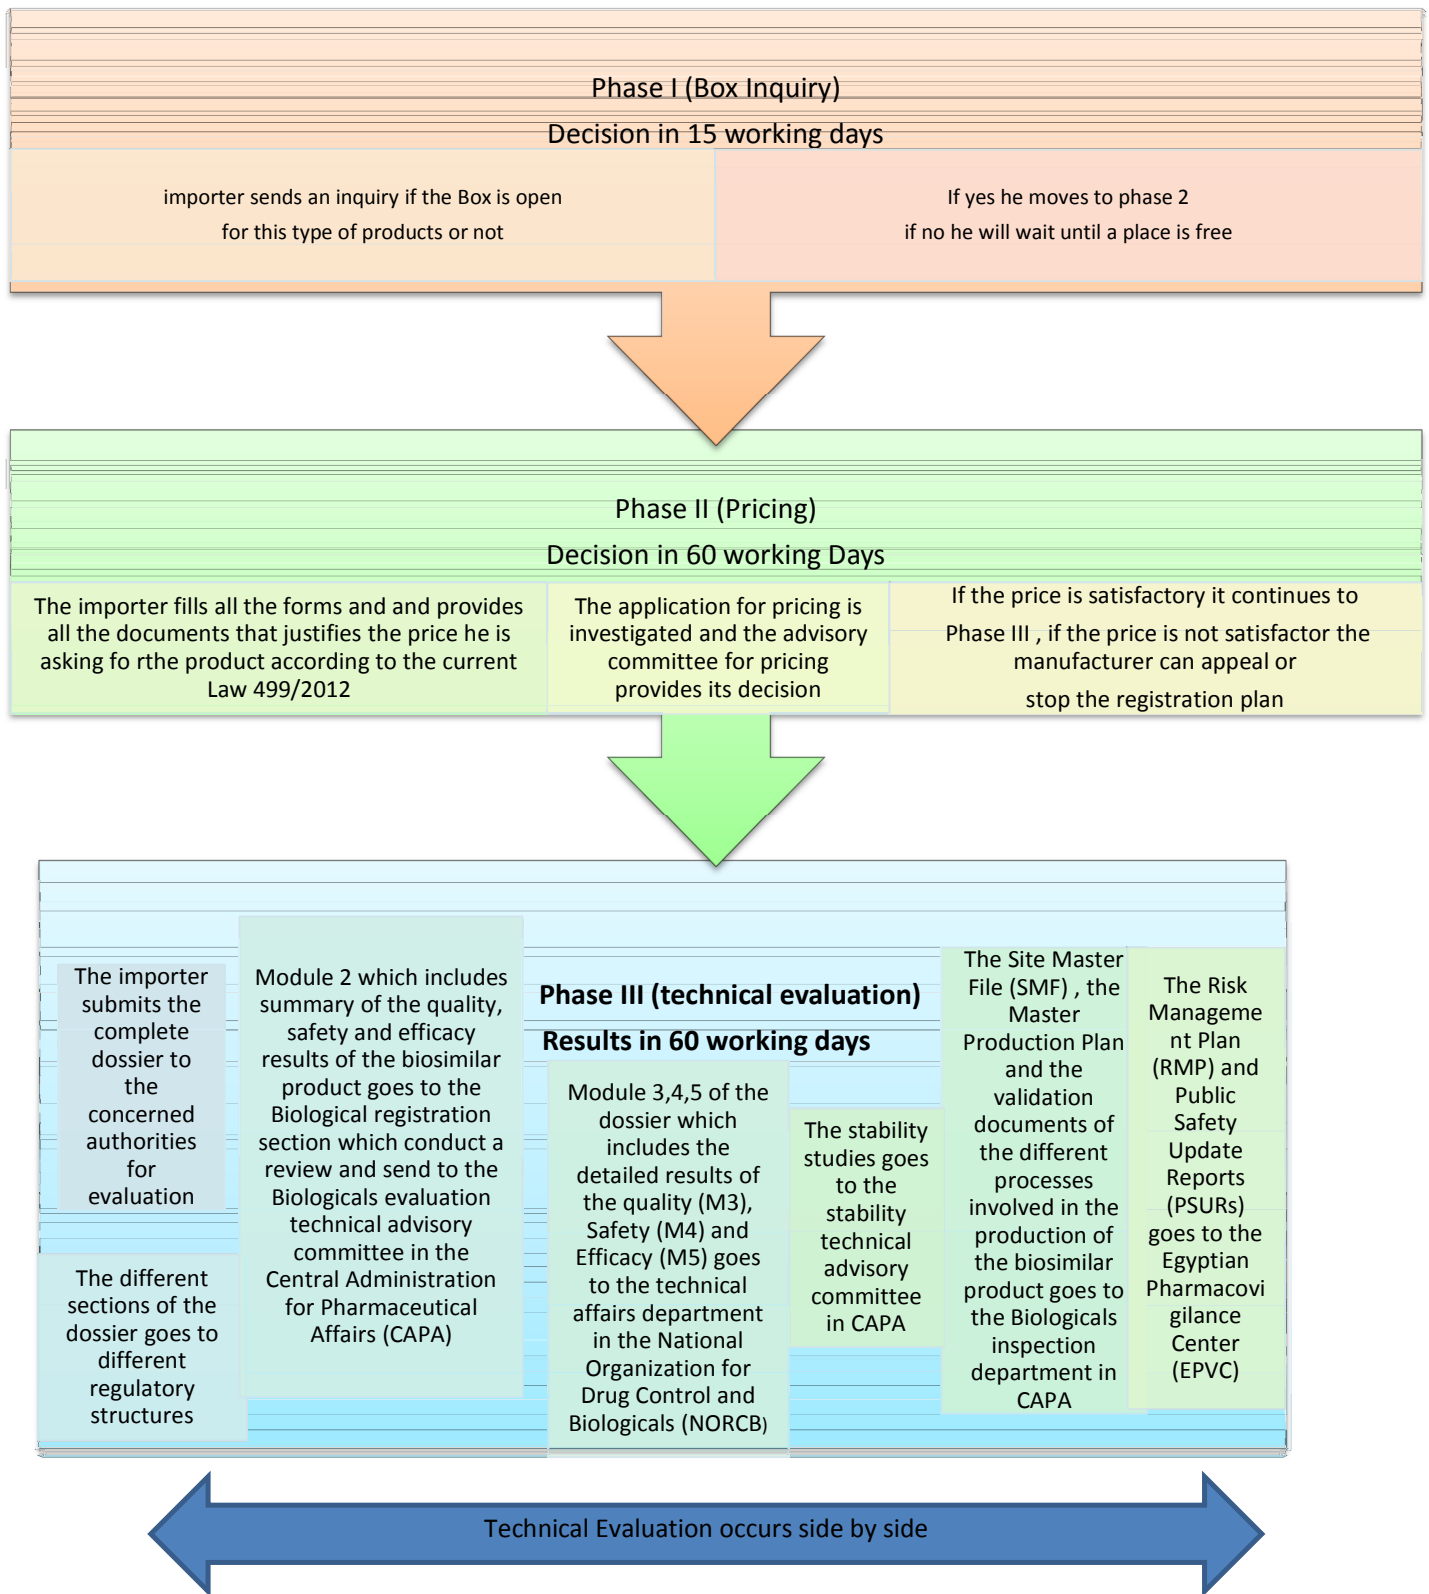 Phase I (Box Inquiry)
Decision in 15 working days
importer sends an inquiry if the Box is open
for this type of products or not
If yes he moves to phase 2
if no he will wait until a place is free
Phase II (Pricing)
Decision in 60 working Days
The importer fills all the forms and and provides
all the documents that justifies the price he is
asking fo rthe product according to the current
Law 499/2012
The application for pricing is
investigated and the advisory
committee for pricing
provides its decision
If the price is satisfactory it continues to
Phase III , if the price is not satisfactor the
manufacturer can appeal or
stop the registration plan
Phase III (technical evaluation)
Results in 60 working days
The importer
submits the
complete
dossier to
the
concerned
authorities
for
evaluation
The different
sections of the
dossier goes to
different
regulatory
structures
Module 2 which includes
summary of the quality,
safety and efficacy
results of the biosimilar
product goes to the
Biological registration
section which conduct a
review and send to the
Biologicals evaluation
technical advisory
committee in the
Central Administration
for Pharmaceutical
Affairs (CAPA)
Module 3,4,5 of the
dossier which
includes the
detailed results of
the quality (M3),
Safety (M4) and
Efficacy (M5) goes
to the technical
affairs department
in the National
Organization for
Drug Control and
Biologicals (NORCB)
The stability
studies goes
to the
stability
technical
advisory
committee
in CAPA
The Site Master
File (SMF) , the
Master
Production Plan
and the
validation
documents of
the different
processes
involved in the
production of
the biosimilar
product goes to
the Biologicals
inspection
department in
CAPA
The Risk
Manageme
nt Plan
(RMP) and
Public
Safety
Update
Reports
(PSURs)
goes to the
Egyptian
Pharmacovi
gilance
Center
(EPVC)
Technical Evaluation occurs side by side